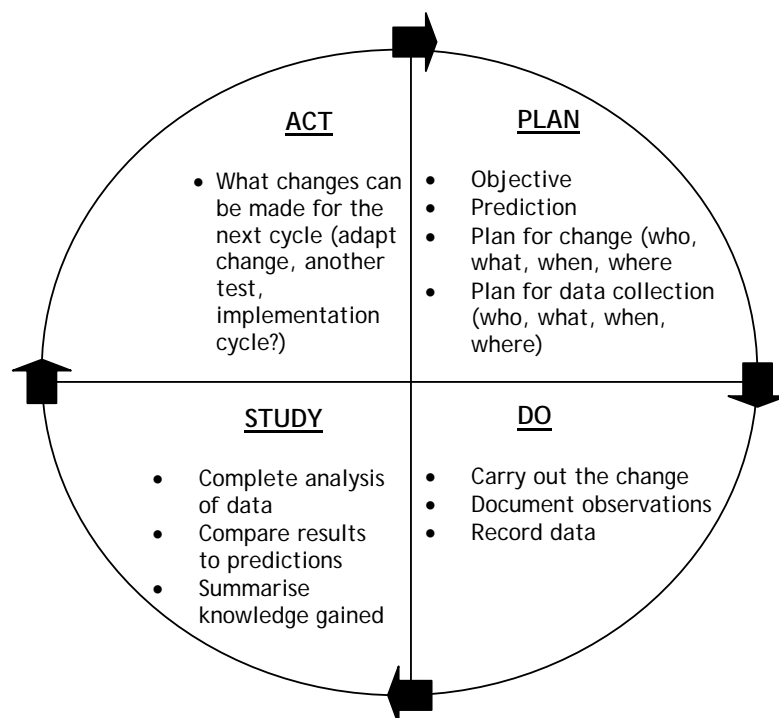 ACT
• What changes can
be made for the
next cycle (adapt
change, another
test,
implementation
cycle?)
PLAN
• Objective
• Prediction
• Plan for change (who,
what, when, where
• Plan for data collection
(who, what, when,
where)
STUDY
• Complete analysis
of data
• Compare results
to predictions
• Summarise
knowledge gained
DO
• Carry out the change
• Document observations
• Record data